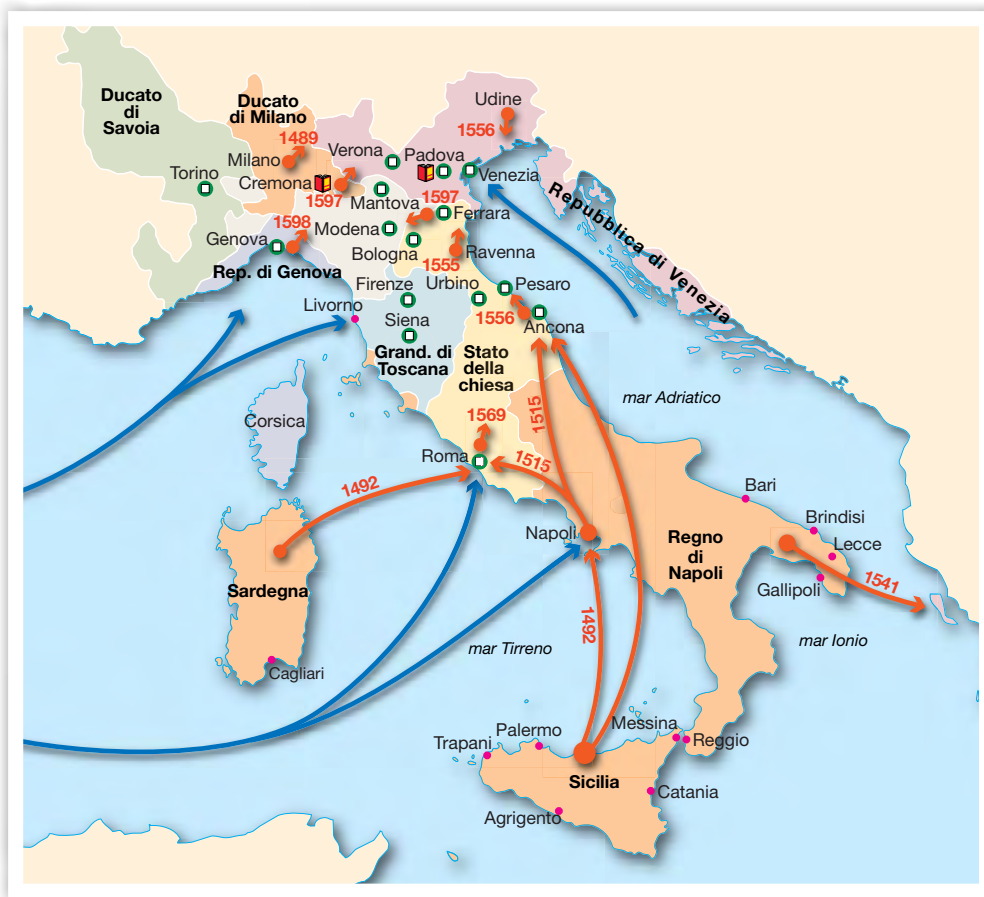 Ducato
di
Savoia
Ducato
di Milano
Udine
1556
1489
Verona
Padova
Milano
Venezia
Torino
Cremona
1597
Mantova
1597
Ferrara
1598
Modena
Genova
Bologna
Ravenna
1555
Rep. di Genova
Repubblica di Venezia
Firenze
Urbino
Pesaro
Livorno
Siena
1556
Ancona
Grand. di
Toscana
Stato
della
chiesa
mar Adriatico
1515
Corsica
1569
Roma
1515
1492
Bari
Napoli
Regno
di
Napoli
Brindisi
Lecce
Gallipoli
1541
Sardegna
1492
mar Tirreno
mar Ionio
Cagliari
Messina
Palermo
Reggio
Trapani
Sicilia
Catania
Agrigento